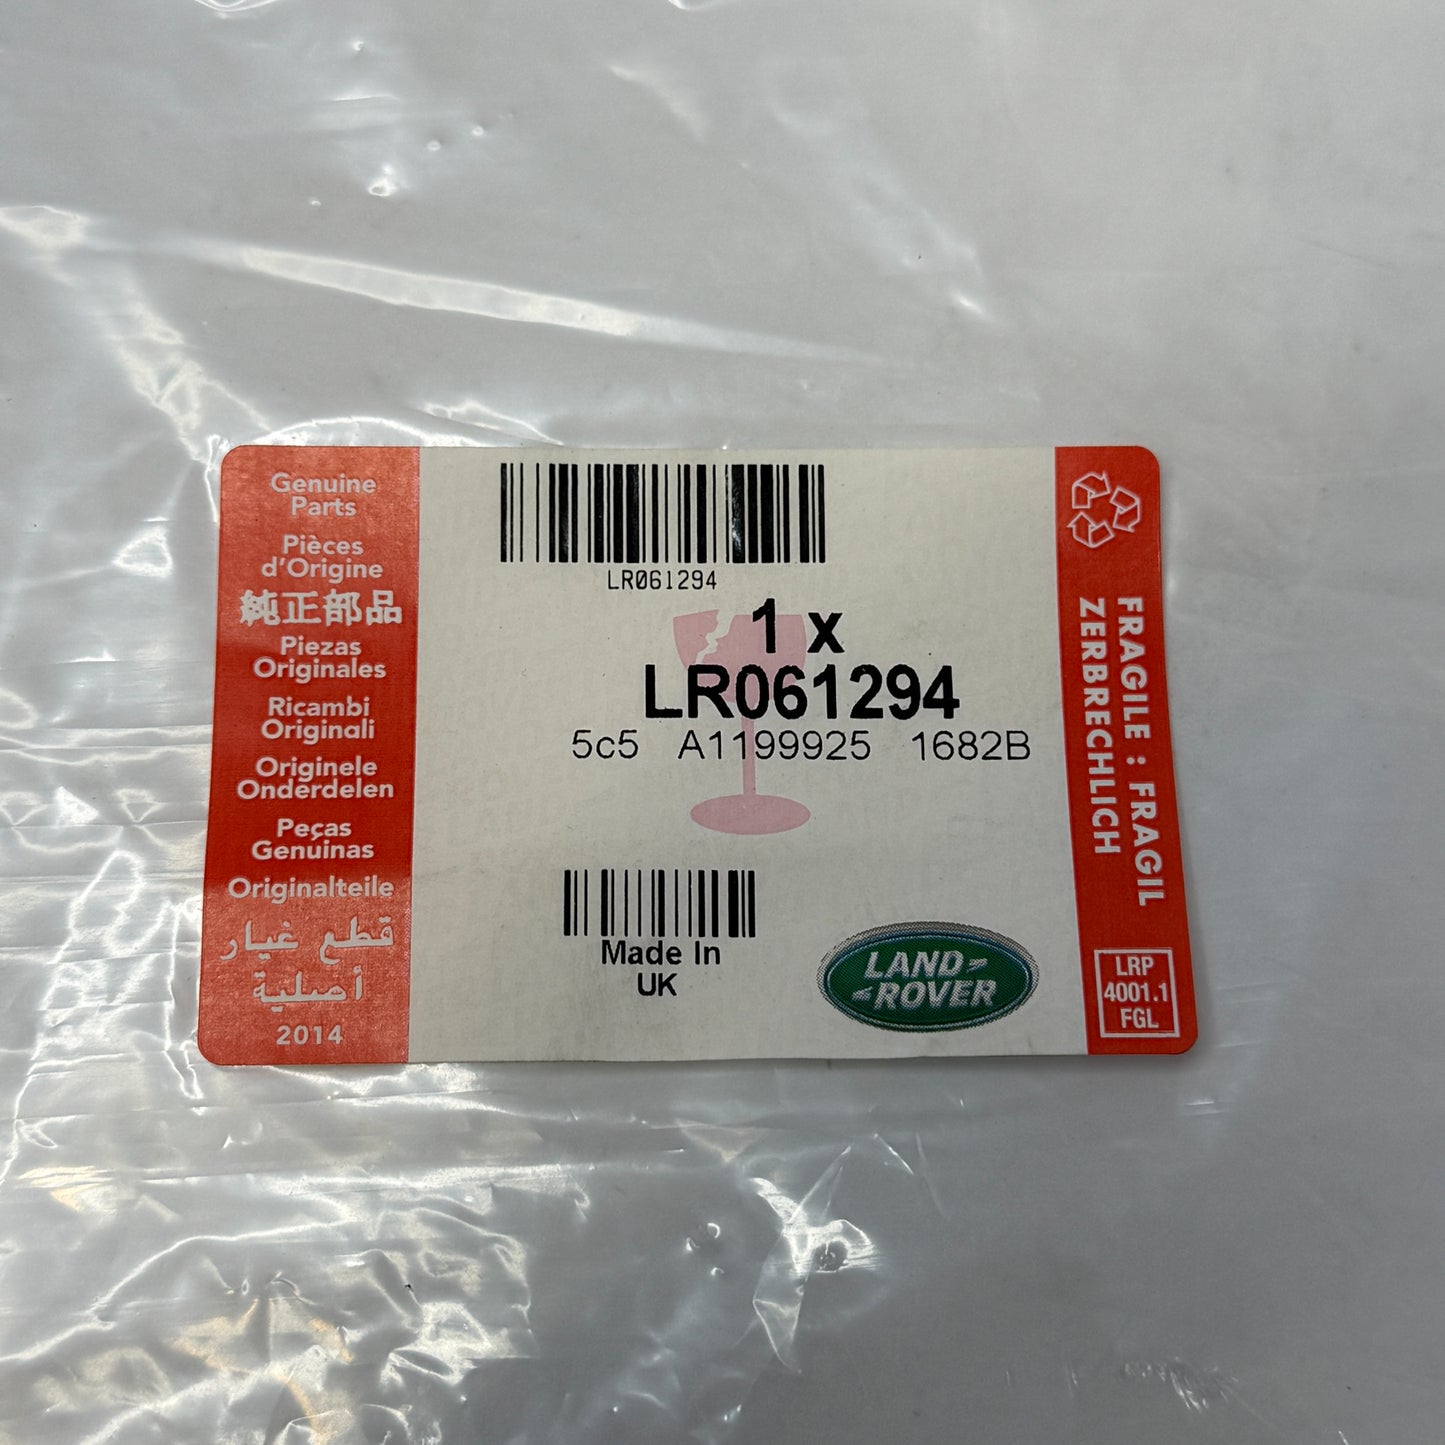 Genuine
Parts
Pièces
d'Origine
純正部品
Piezas
Originales
Ricambi
Originali
Originele
Onderdelen
Peças
Genuinas
Originalteile
قطع غيار
أصلية
2014
LR061294
1 x
LR061294
5c5 A1199925 1682B
Made In
UK
LAND
ROVER
FRAGILE : FRAGIL
ZERBRECHLICH
LRP
4001.1
FGL